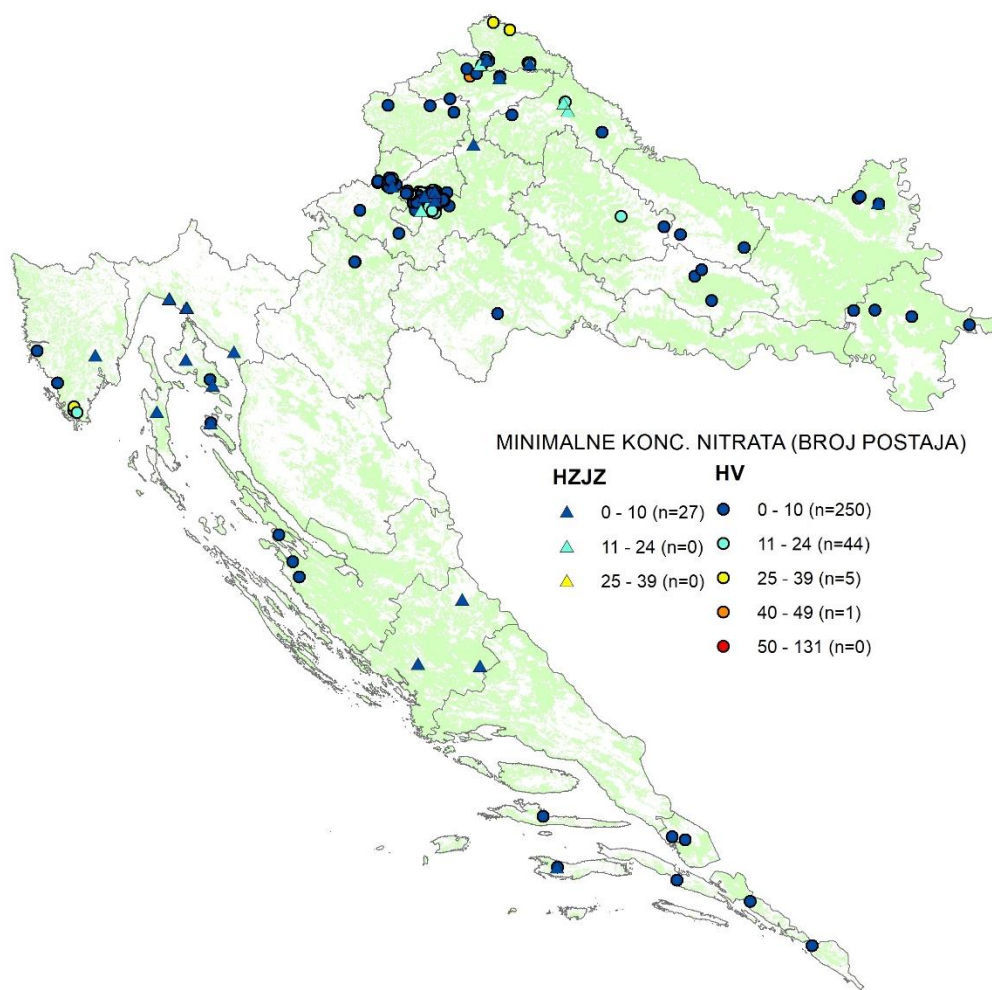 MINIMALNE KONC. NITRATA (BROJ POSTAJA)
HZJZ
0 - 10 (n=27)
11 - 24 (n=0)
25 - 39 (n=0)
HV
0 - 10 (n=250)
11 - 24 (n=44)
25 - 39 (n=5)
40 - 49 (n=1)
50 - 131 (n=0)